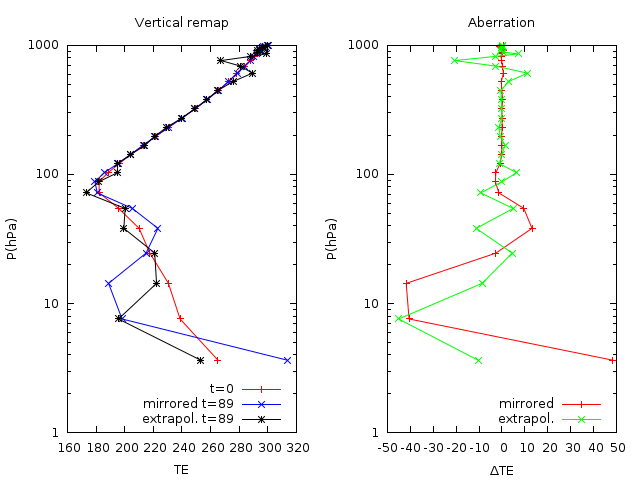 Vertical remap
1000
100
10
1
P(hPa)
160 180 200 220 240 260 280 300 320
TE
t=0
mirrored t=89
extrapol. t=89
Aberration
1000
100
10
1
P(hPa)
-50 -40 -30 -20 -10 0 10 20 30 40 50
ΔTE
mirrored
extrapol.